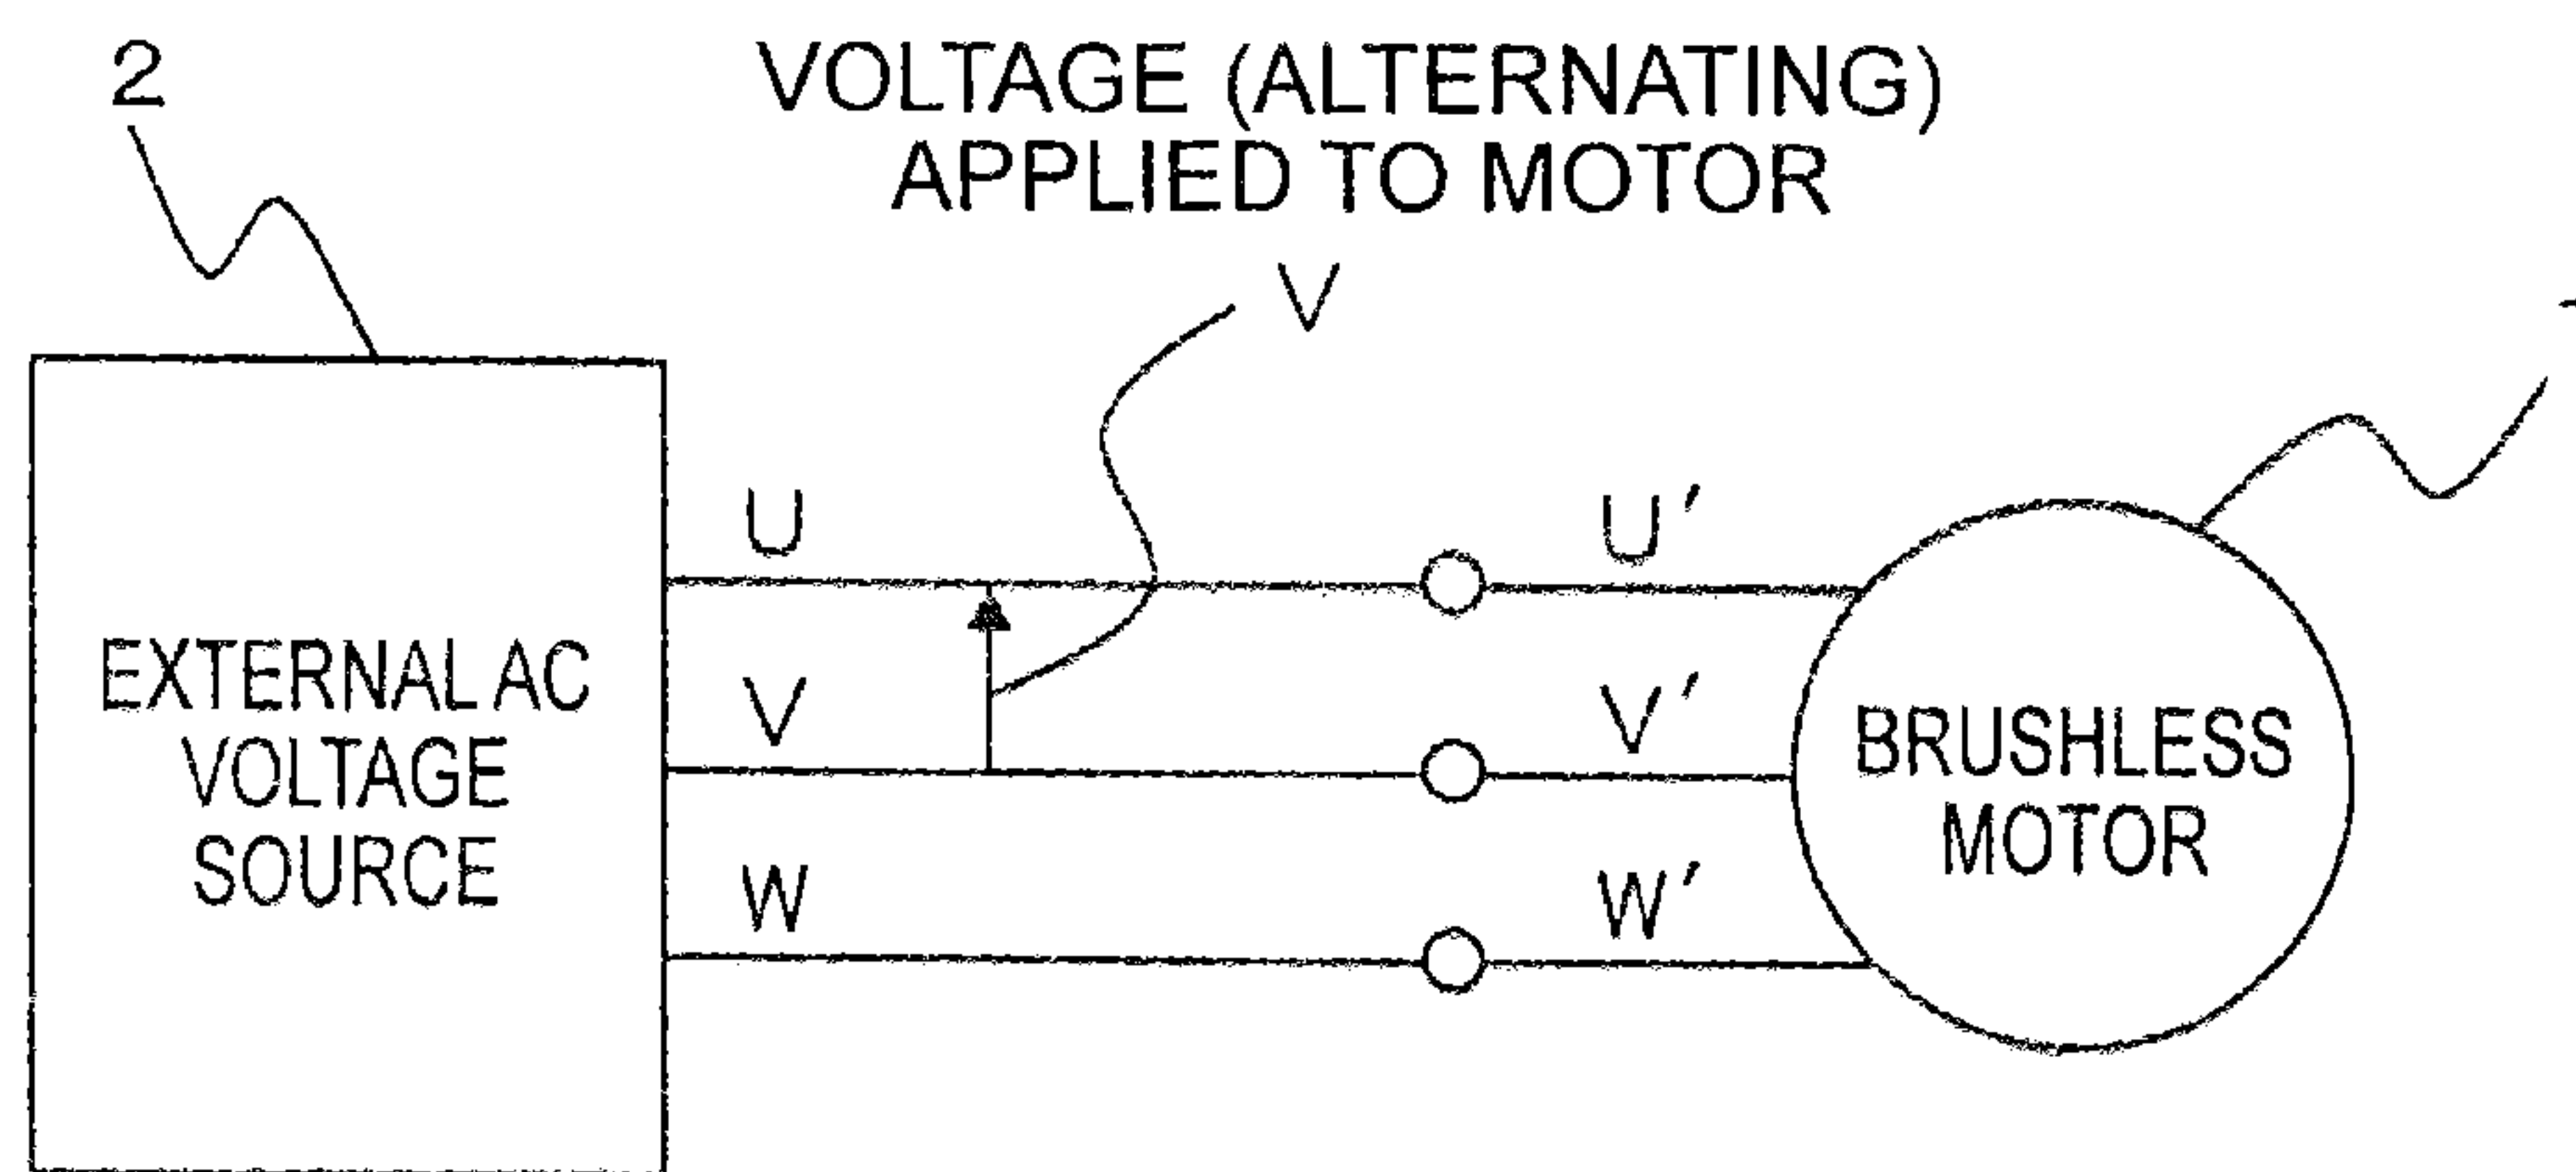 2
VOLTAGE (ALTERNATING)
APPLIED TO MOTOR
V
U
U'
EXTERNAL AC
VOLTAGE
SOURCE
V
V'
BRUSHLESS
MOTOR
W
W'